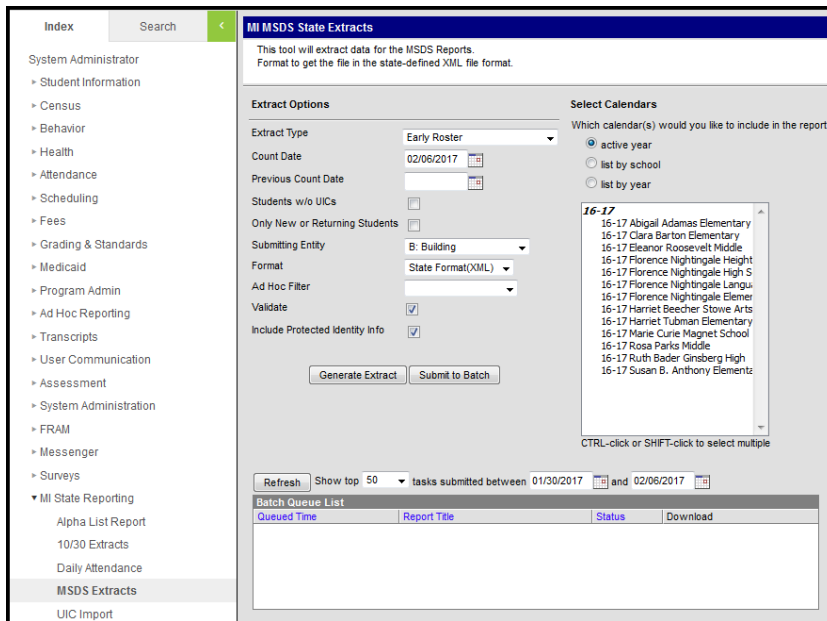 Index
Search
System Administrator
Student Information
Census
Behavior
Health
Attendance
Scheduling
Fees
Grading & Standards
Medicaid
Program Admin
Ad Hoc Reporting
Transcripts
User Communication
Assessment
System Administration
FRAM
Messenger
Surveys
MI State Reporting
Alpha List Report
10/30 Extracts
Daily Attendance
MSDS Extracts
UIC Import
MI MSDS State Extracts
This tool will extract data for the MSDS Reports.
Format to get the file in the state-defined XML file format.
Extract Options
Extract Type Early Roster
Count Date 02/06/2017
Previous Count Date
Students w/o UICs
Only New or Returning Students
Submitting Entity B: Building
Format State Format(XML)
Ad Hoc Filter
Validate
Include Protected Identity Info
Generate Extract Submit to Batch
Select Calendars
Which calendar(s) would you like to include in the report
active year
list by school
list by year
16-17
16-17 Abigail Adamas Elementary
16-17 Clara Barton Elementary
16-17 Eleanor Roosevelt Middle
16-17 Florence Nightingale Height
16-17 Florence Nightingale High S
16-17 Florence Nightingale Langu
16-17 Florence Nightingale Elemer
16-17 Harriet Beecher Stowe Arts
16-17 Harriet Tubman Elementary
16-17 Marie Curie Magnet School
16-17 Rosa Parks Middle
16-17 Ruth Bader Ginsberg High
16-17 Susan B. Anthony Elementa
CTRL-click or SHIFT-click to select multiple
Refresh Show top 50 tasks submitted between 01/30/2017 and 02/06/2017
Batch Queue List
Queued Time Report Title Status Download